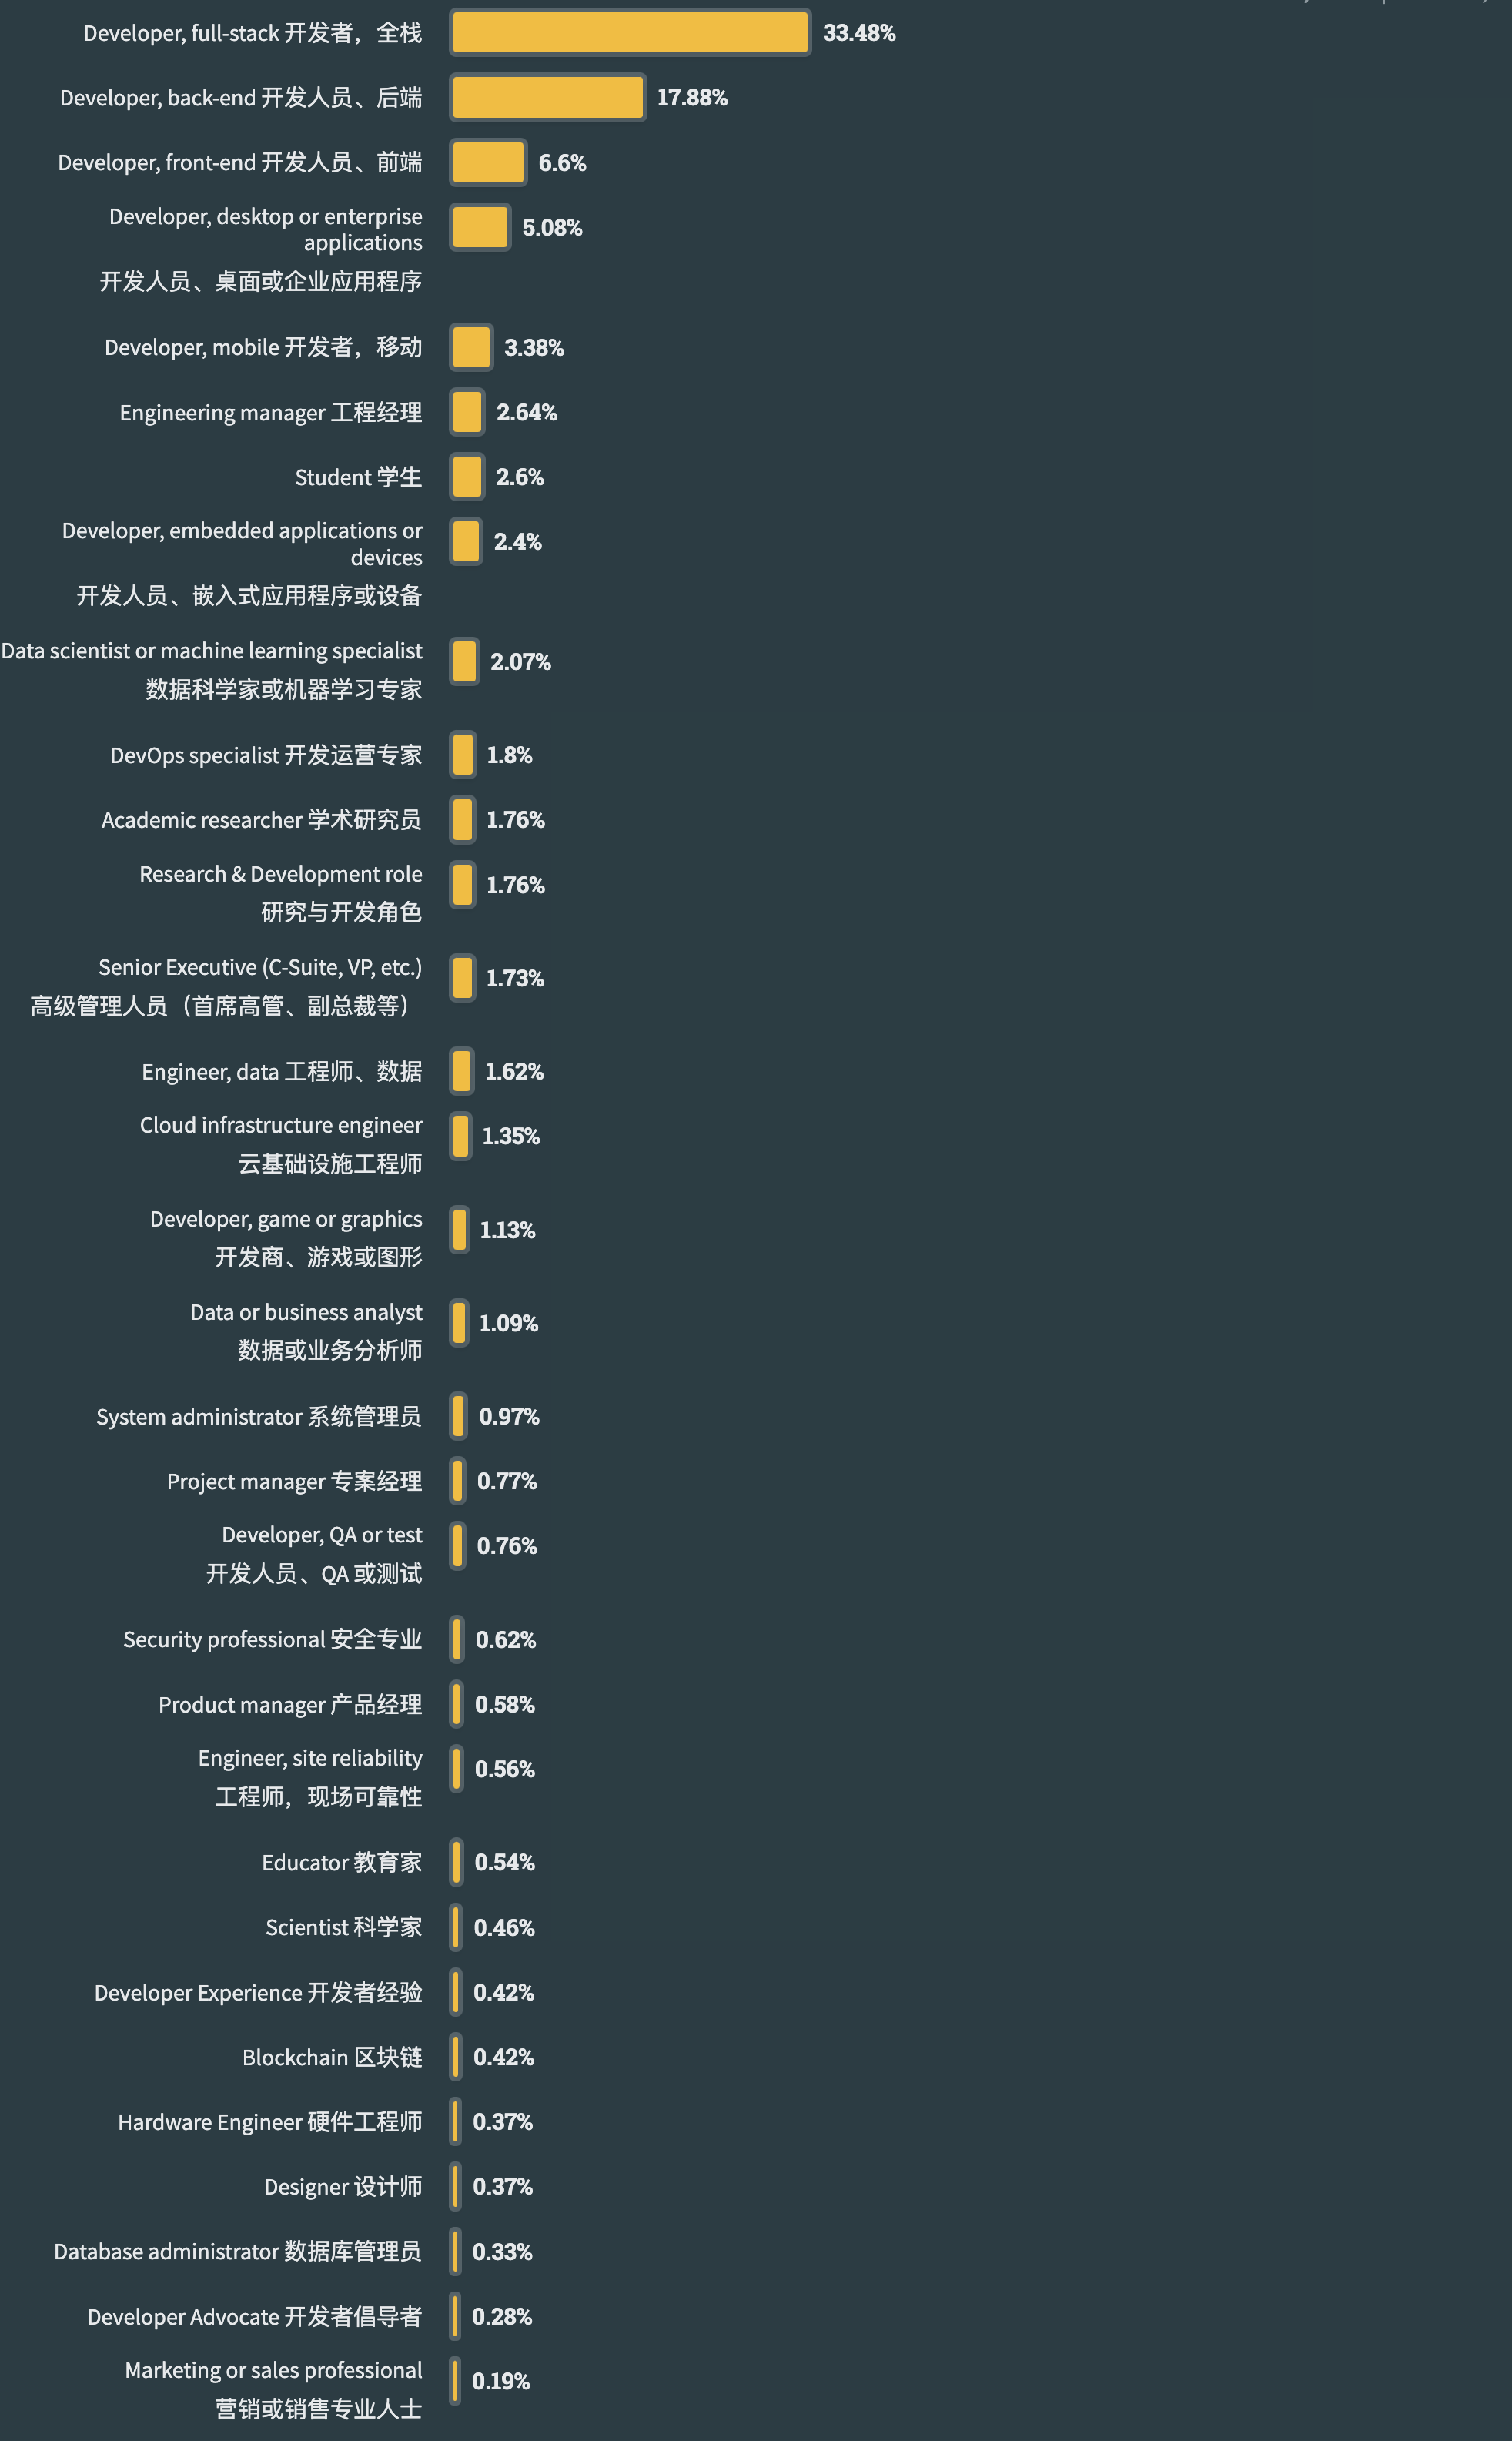 Developer, full-stack 开发者，全栈
33.48%
Developer, back-end 开发人员、后端
17.88%
Developer, front-end 开发人员、前端
6.6%
Developer, desktop or enterprise
applications
开发人员、桌面或企业应用程序
5.08%
Developer, mobile 开发者，移动
3.38%
Engineering manager 工程经理
2.64%
Student 学生
2.6%
Developer, embedded applications or
devices
开发人员、嵌入式应用程序或设备
2.4%
Data scientist or machine learning specialist
数据科学家或机器学习专家
2.07%
DevOps specialist 开发运营专家
1.8%
Academic researcher 学术研究员
1.76%
Research & Development role
研究与开发角色
1.76%
Senior Executive (C-Suite, VP, etc.)
高级管理人员（首席高管、副总裁等）
1.73%
Engineer, data 工程师、数据
1.62%
Cloud infrastructure engineer
云基础设施工程师
1.35%
Developer, game or graphics
开发商、游戏或图形
1.13%
Data or business analyst
数据或业务分析师
1.09%
System administrator 系统管理员
0.97%
Project manager 专案经理
0.77%
Developer, QA or test
开发人员、QA 或测试
0.76%
Security professional 安全专业
0.62%
Product manager 产品经理
0.58%
Engineer, site reliability
工程师，现场可靠性
0.56%
Educator 教育家
0.54%
Scientist 科学家
0.46%
Developer Experience 开发者经验
0.42%
Blockchain 区块链
0.42%
Hardware Engineer 硬件工程师
0.37%
Designer 设计师
0.37%
Database administrator 数据库管理员
0.33%
Developer Advocate 开发者倡导者
0.28%
Marketing or sales professional
营销或销售专业人士
0.19%